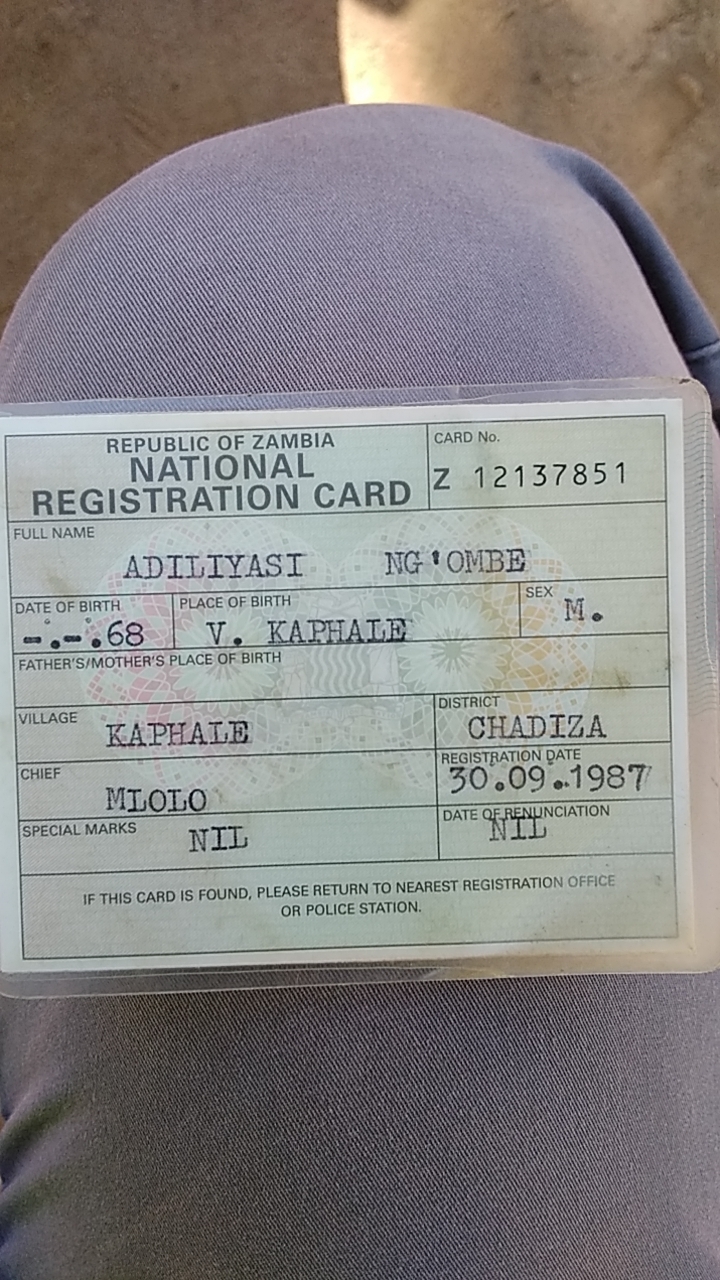 REPUBLIC OF ZAMBIA
NATIONAL
REGISTRATION CARD
CARD No.
Z 12137851
FULL NAME
ADILIYASI NG'OMBE
DATE OF BIRTH
-.-.68
PLACE OF BIRTH
V. KAPHALE
SEX
M.
FATHER'S/MOTHER'S PLACE OF BIRTH
VILLAGE
KAPHALE
DISTRICT
CHADIZA
CHIEF
MLOLO
REGISTRATION DATE
30.09.1987
SPECIAL MARKS
NIL
DATE OF RENUNCIATION
NIL
IF THIS CARD IS FOUND, PLEASE RETURN TO NEAREST REGISTRATION OFFICE
OR POLICE STATION.